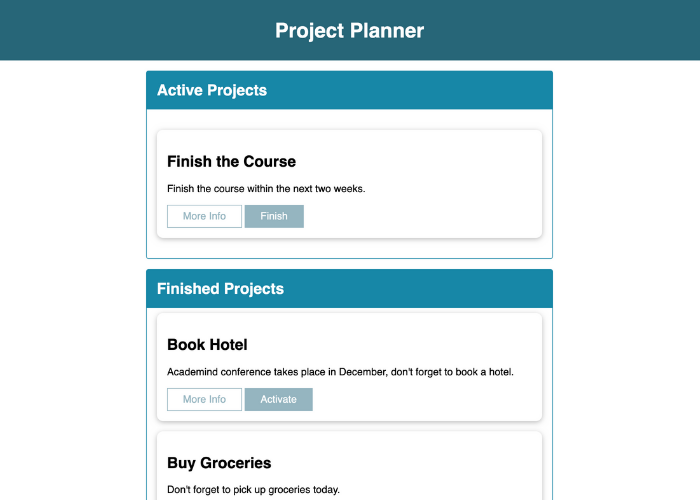 Project Planner
Active Projects
Finish the Course
Finish the course within the next two weeks.
More Info Finish
Finished Projects
Book Hotel
Academind conference takes place in December, don't forget to book a hotel.
More Info Activate
Buy Groceries
Don't forget to pick up groceries today.